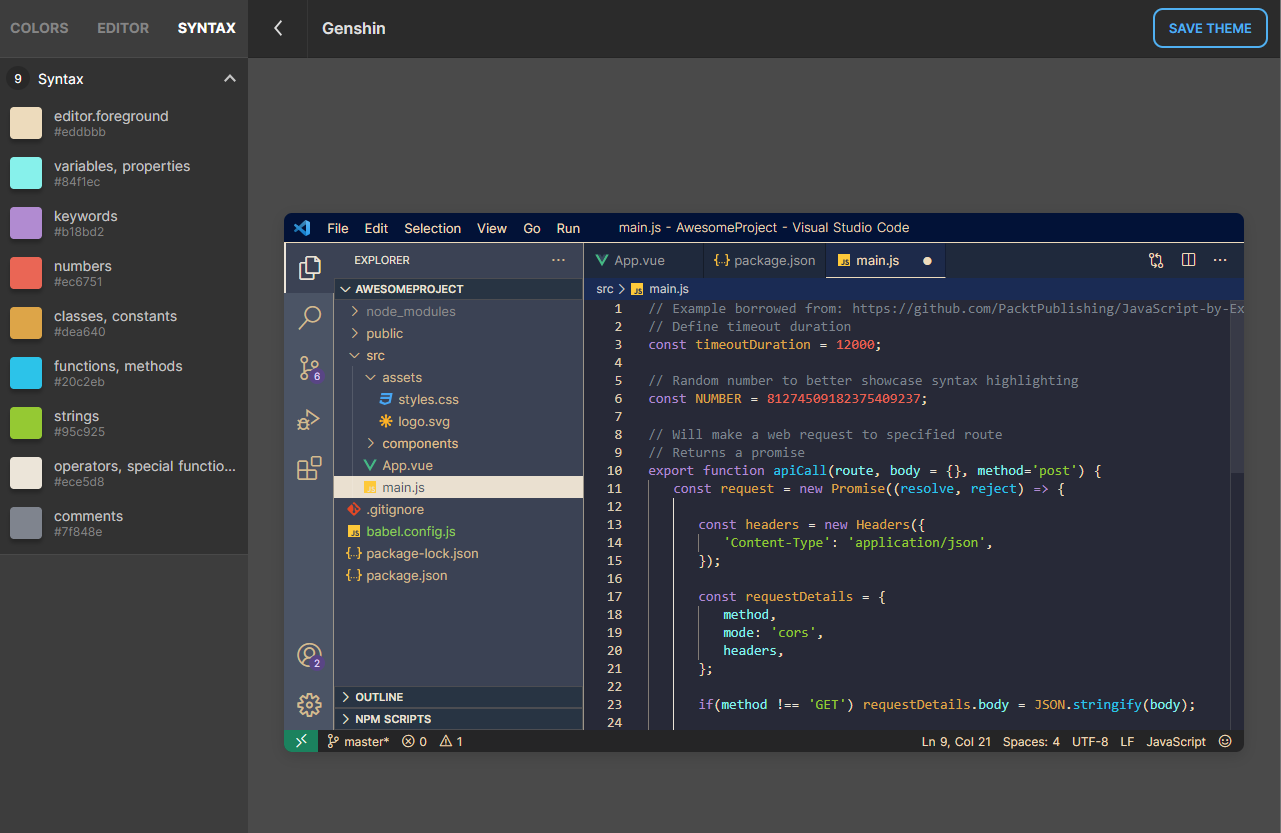 COLORS EDITOR SYNTAX
Genshin
SAVE THEME
9 Syntax
editor.foreground
#eddbbb
variables, properties
#84f1ec
keywords
#b18bd2
numbers
#ec6751
classes, constants
#dea640
functions, methods
#20c2eb
strings
#95c925
operators, special functio...
#ece5d8
comments
#7f848e
File Edit Selection View Go Run
main.js - AwesomeProject - Visual Studio Code
EXPLORER
AWESOMEPROJECT
node_modules
public
src
assets
styles.css
logo.svg
components
App.vue
JS main.js
.gitignore
JS babel.config.js
{..} package-lock.json
{..} package.json
OUTLINE
NPM SCRIPTS
6
2
App.vue {..} package.json JS main.js
src > JS main.js
1 // Example borrowed from: https://github.com/PacktPublishing/JavaScript-by-Ex
2 // Define timeout duration
3 const timeoutDuration = 12000;
4
5 // Random number to better showcase syntax highlighting
6 const NUMBER = 81274509182375409237;
7
8 // Will make a web request to specified route
9 // Returns a promise
10 export function apiCall(route, body = {}, method='post') {
11 const request = new Promise((resolve, reject) => {
12
13 const headers = new Headers({
14 'Content-Type': 'application/json',
15 });
16
17 const requestDetails = {
18 method,
19 mode: 'cors',
20 headers,
21 };
22
23 if(method !== 'GET') requestDetails.body = JSON.stringify(body);
24
master* 0 1
Ln 9, Col 21 Spaces: 4 UTF-8 LF JavaScript